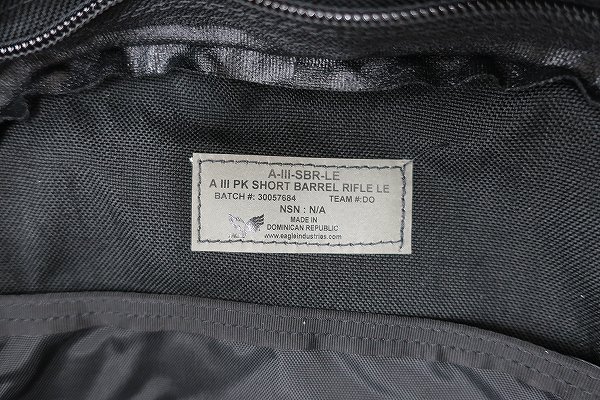 A-III-SBR-LE
A III PK SHORT BARREL RIFLE LE
BATCH #: 30057684 TEAM #:DO
NSN : N/A
MADE IN
DOMINICAN REPUBLIC
www.eagleindustries.com